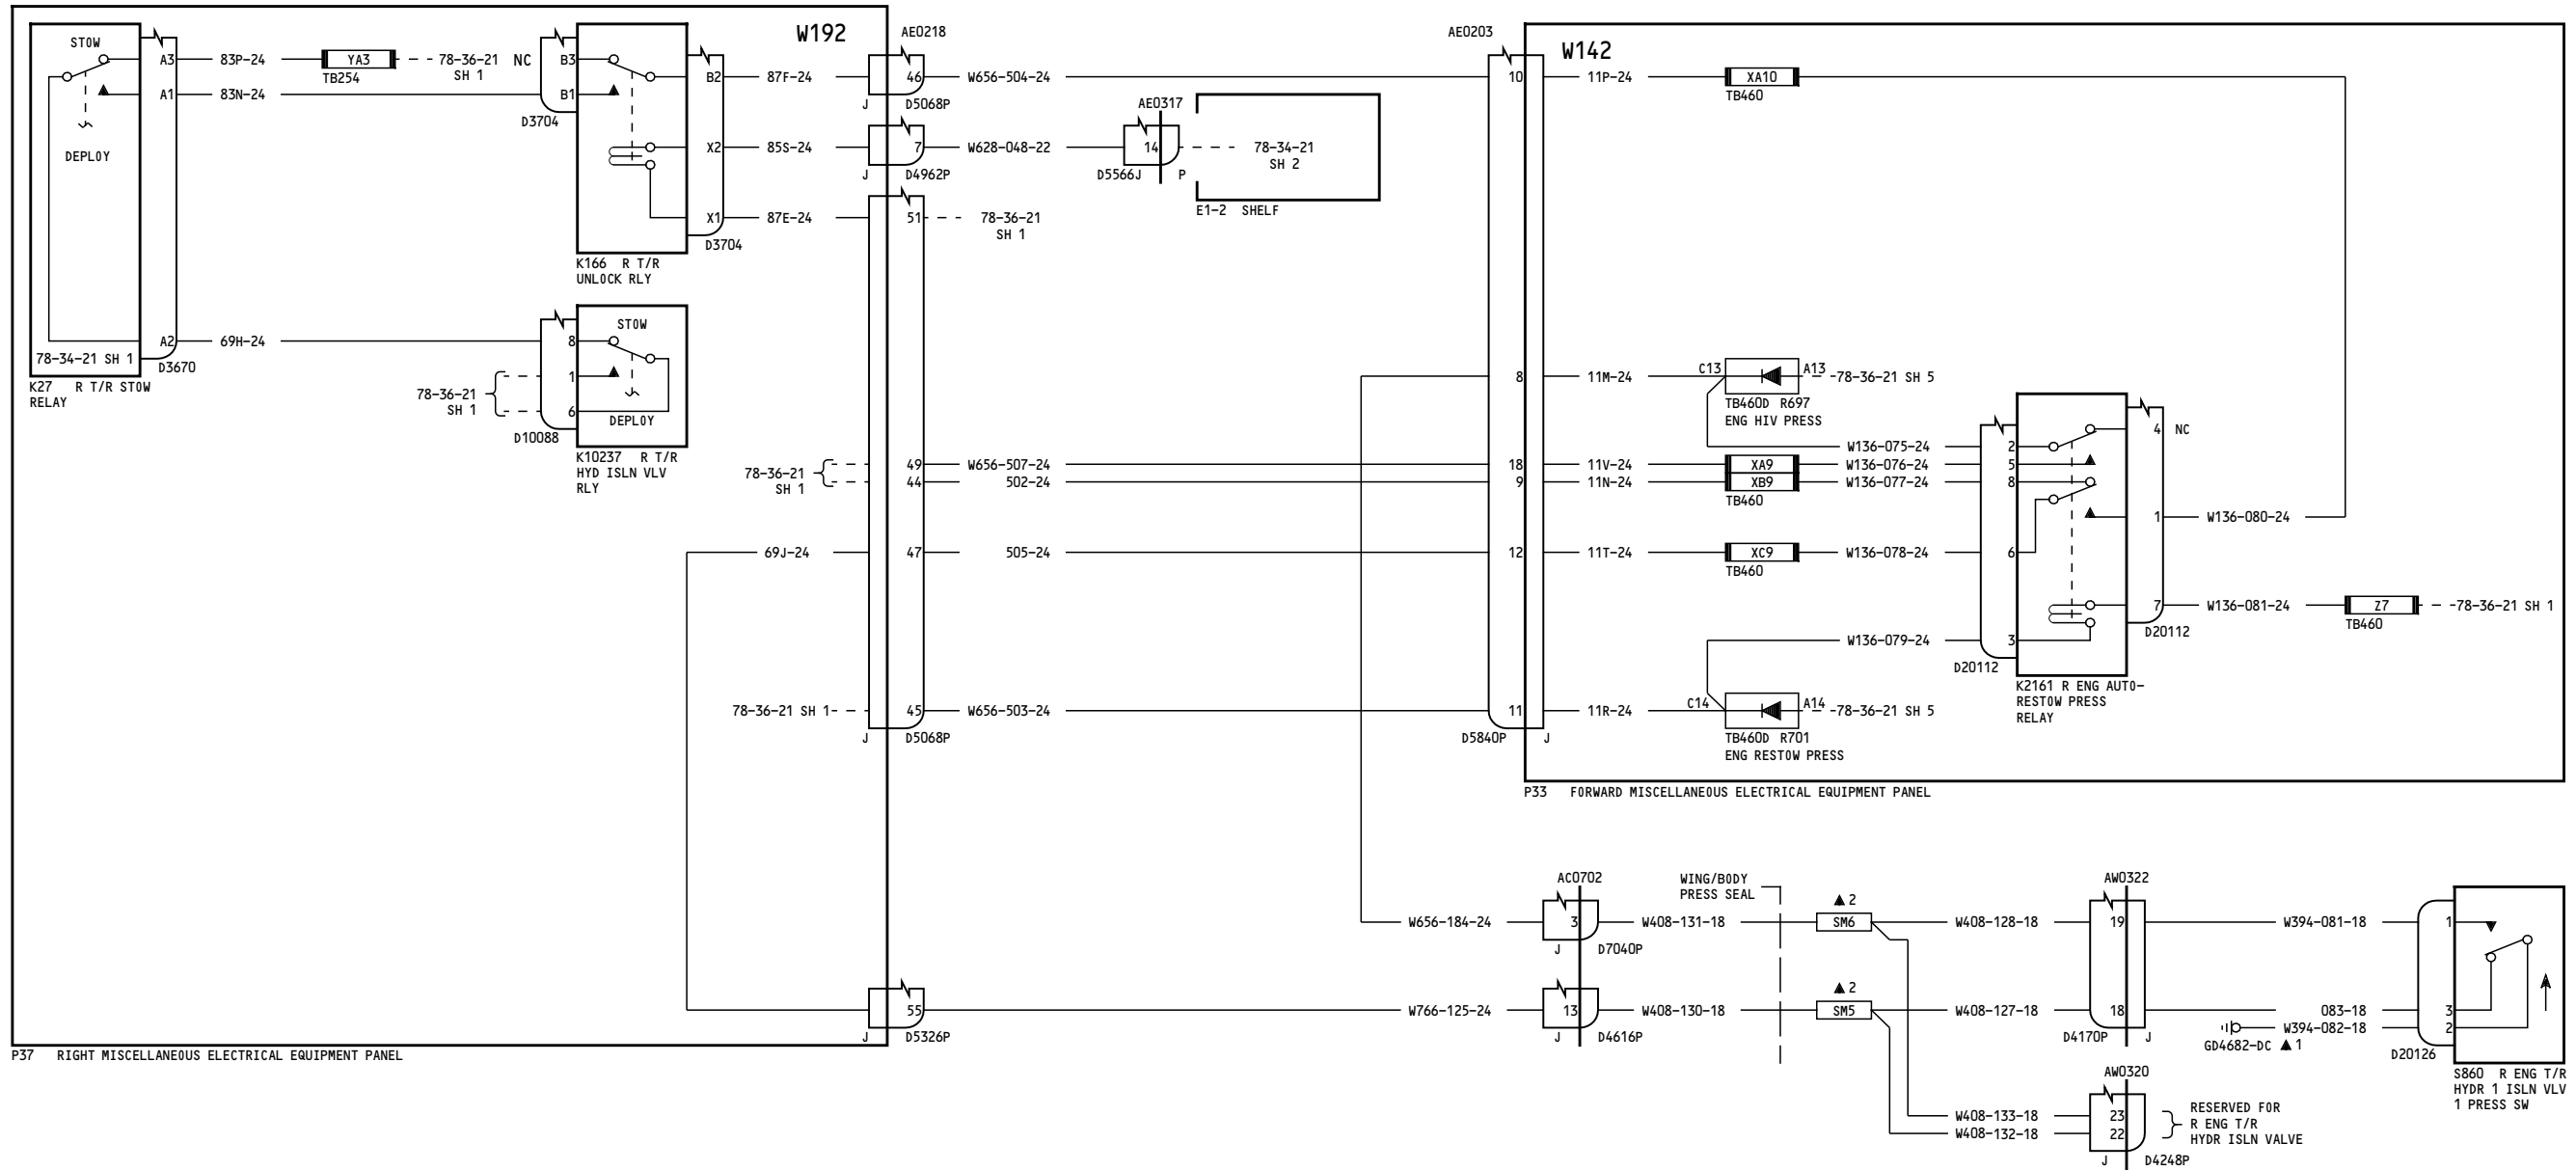 W192
STOW
DEPLOY
78-34-21 SH 1
K27 R T/R STOW
RELAY
A3
A1
A2
D3670
83P-24
83N-24
69H-24
YA3
TB254
78-36-21
SH 1
NC
B3
B1
D3704
B2
X2
X1
D3704
K166 R T/R
UNLOCK RLY
87F-24
85S-24
87E-24
STOW
DEPLOY
8
1
6
D10088
78-36-21
SH 1
K10237 R T/R
HYD ISLN VLV
RLY
AE0218
46
J D5068P
7
J D4962P
51
78-36-21
SH 1
W656-504-24
W628-048-22
AE0317
14
D5566J P
78-34-21
SH 2
E1-2 SHELF
78-36-21
SH 1
49
44
W656-507-24
502-24
69J-24
47
505-24
78-36-21 SH 1
45
W656-503-24
J D5068P
55
J D5326P
P37 RIGHT MISCELLANEOUS ELECTRICAL EQUIPMENT PANEL
AE0203
W142
10
8
18
9
12
11
D5840P J
11P-24
11M-24
11V-24
11N-24
11T-24
11R-24
XA10
TB460
C13
A13
78-36-21 SH 5
TB460D R697
ENG HIV PRESS
XA9
XB9
TB460
XC9
TB460
C14
A14
78-36-21 SH 5
TB460D R701
ENG RESTOW PRESS
W136-075-24
W136-076-24
W136-077-24
W136-078-24
W136-079-24
2
5
8
6
3
D20112
4 NC
1
7
D20112
K2161 R ENG AUTO-
RESTOW PRESS
RELAY
W136-080-24
W136-081-24
Z7
TB460
78-36-21 SH 1
P33 FORWARD MISCELLANEOUS ELECTRICAL EQUIPMENT PANEL
W656-184-24
W766-125-24
AC0702
3
J D7040P
13
J D4616P
W408-131-18
W408-130-18
WING/BODY
PRESS SEAL
2
SM6
2
SM5
W408-128-18
W408-127-18
W408-133-18
W408-132-18
AW0322
19
18
D4170P J
AW0320
23
22
J D4248P
RESERVED FOR
R ENG T/R
HYDR ISLN VALVE
W394-081-18
083-18
W394-082-18
GD4682-DC 1
1
3
2
D20126
S860 R ENG T/R
HYDR 1 ISLN VLV
1 PRESS SW